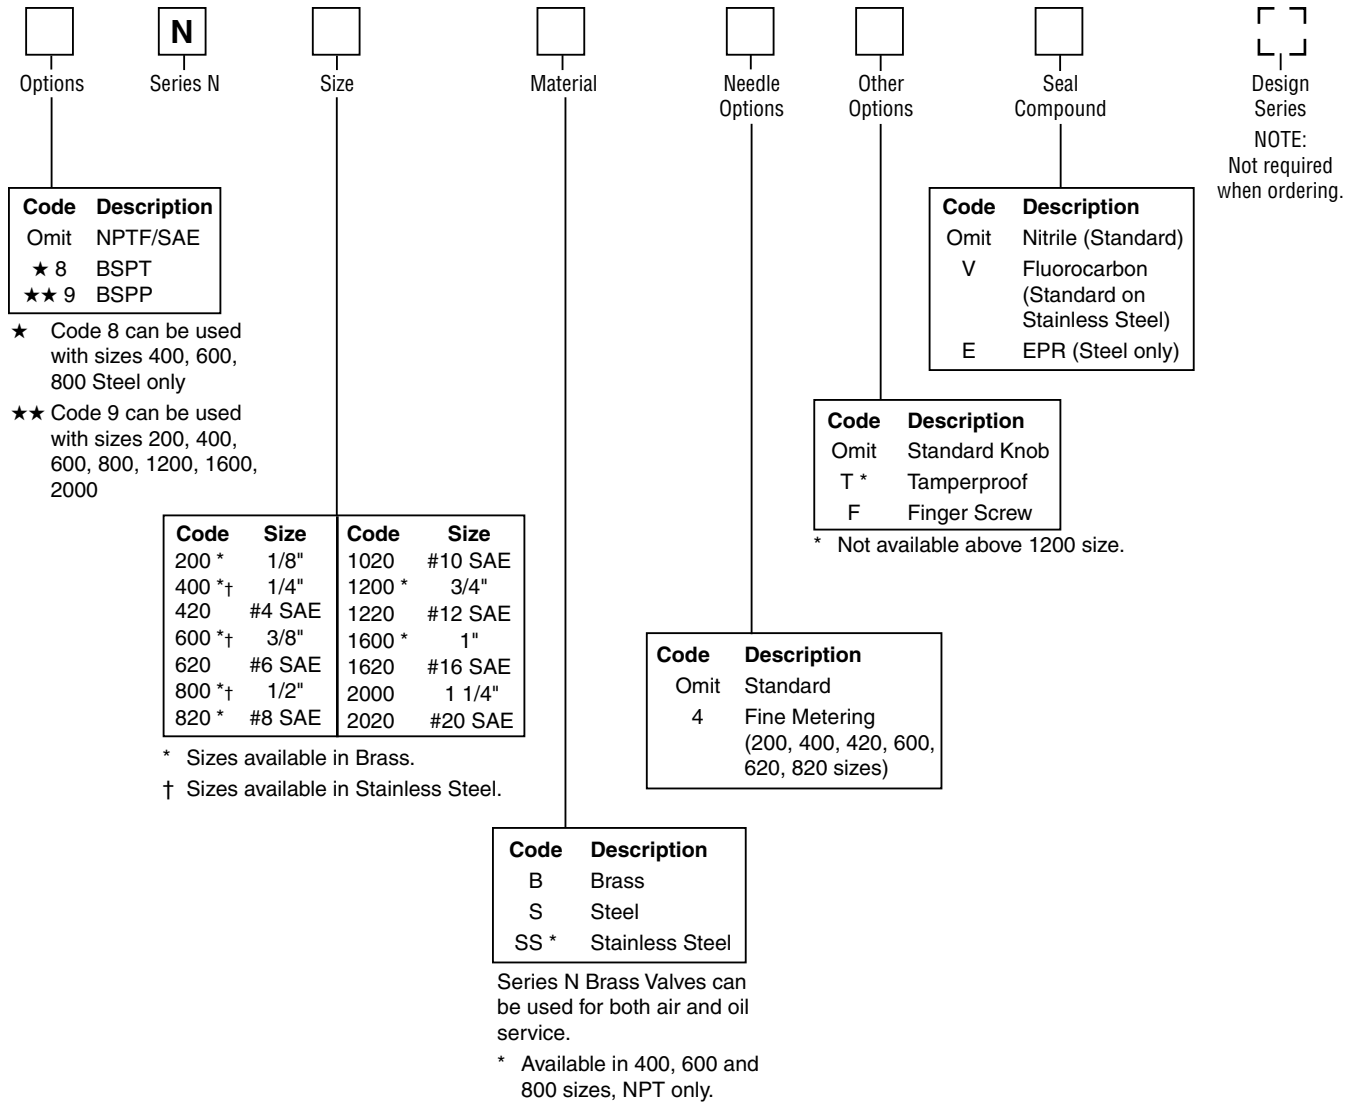 N
Options
Series N
Size
Material
Needle
Options
Other
Options
Seal
Compound
Design
Series
NOTE:
Not required
when ordering.
Code Description
Omit NPTF/SAE
★ 8 BSPT
★★ 9 BSPP
★ Code 8 can be used
with sizes 400, 600,
800 Steel only
★★ Code 9 can be used
with sizes 200, 400,
600, 800, 1200, 1600,
2000
Code Description
Omit Nitrile (Standard)
V Fluorocarbon
(Standard on
Stainless Steel)
E EPR (Steel only)
Code Description
Omit Standard Knob
T * Tamperproof
F Finger Screw
* Not available above 1200 size.
Code Size Code Size
200 * 1/8" 1020 #10 SAE
400 *† 1/4" 1200 * 3/4"
420 #4 SAE 1220 #12 SAE
600 *† 3/8" 1600 * 1"
620 #6 SAE 1620 #16 SAE
800 *† 1/2" 2000 1 1/4"
820 * #8 SAE 2020 #20 SAE
* Sizes available in Brass.
† Sizes available in Stainless Steel.
Code Description
Omit Standard
4 Fine Metering
(200, 400, 420, 600,
620, 820 sizes)
Code Description
B Brass
S Steel
SS * Stainless Steel
Series N Brass Valves can
be used for both air and oil
service.
* Available in 400, 600 and
800 sizes, NPT only.